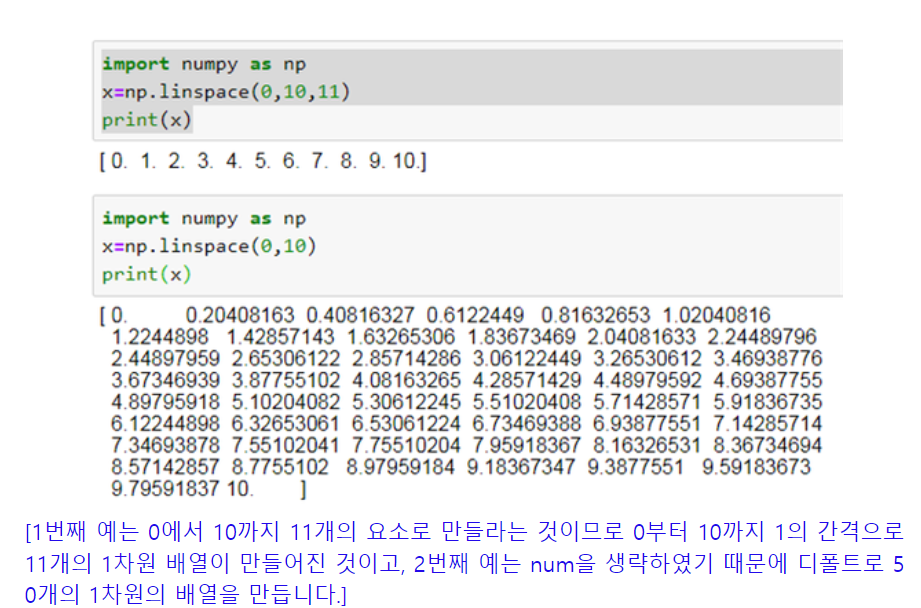 import numpy as np
x=np.linspace(0,10,11)
print(x)
[ 0. 1. 2. 3. 4. 5. 6. 7. 8. 9. 10.]
import numpy as np
x=np.linspace(0,10)
print(x)
[ 0. 0.20408163 0.40816327 0.6122449 0.81632653 1.02040816
1.2244898 1.42857143 1.63265306 1.83673469 2.04081633 2.24489796
2.44897959 2.65306122 2.85714286 3.06122449 3.26530612 3.46938776
3.67346939 3.87755102 4.08163265 4.28571429 4.48979592 4.69387755
4.89795918 5.10204082 5.30612245 5.51020408 5.71428571 5.91836735
6.12244898 6.32653061 6.53061224 6.73469388 6.93877551 7.14285714
7.34693878 7.55102041 7.75510204 7.95918367 8.16326531 8.36734694
8.57142857 8.7755102 8.97959184 9.18367347 9.3877551 9.59183673
9.79591837 10. ]
[1번째 예는 0에서 10까지 11개의 요소로 만들라는 것이므로 0부터 10까지 1의 간격으로
11개의 1차원 배열이 만들어진 것이고, 2번째 예는 num을 생략하였기 때문에 디폴트로 5
0개의 1차원의 배열을 만듭니다.]